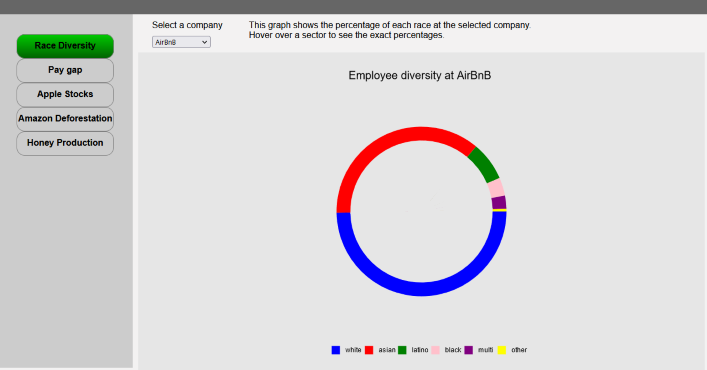 Race Diversity
Pay gap
Apple Stocks
Amazon Deforestation
Honey Production
Select a company
AirBnB
This graph shows the percentage of each race at the selected company.
Hover over a sector to see the exact percentages.
Employee diversity at AirBnB
white asian latino black multi other